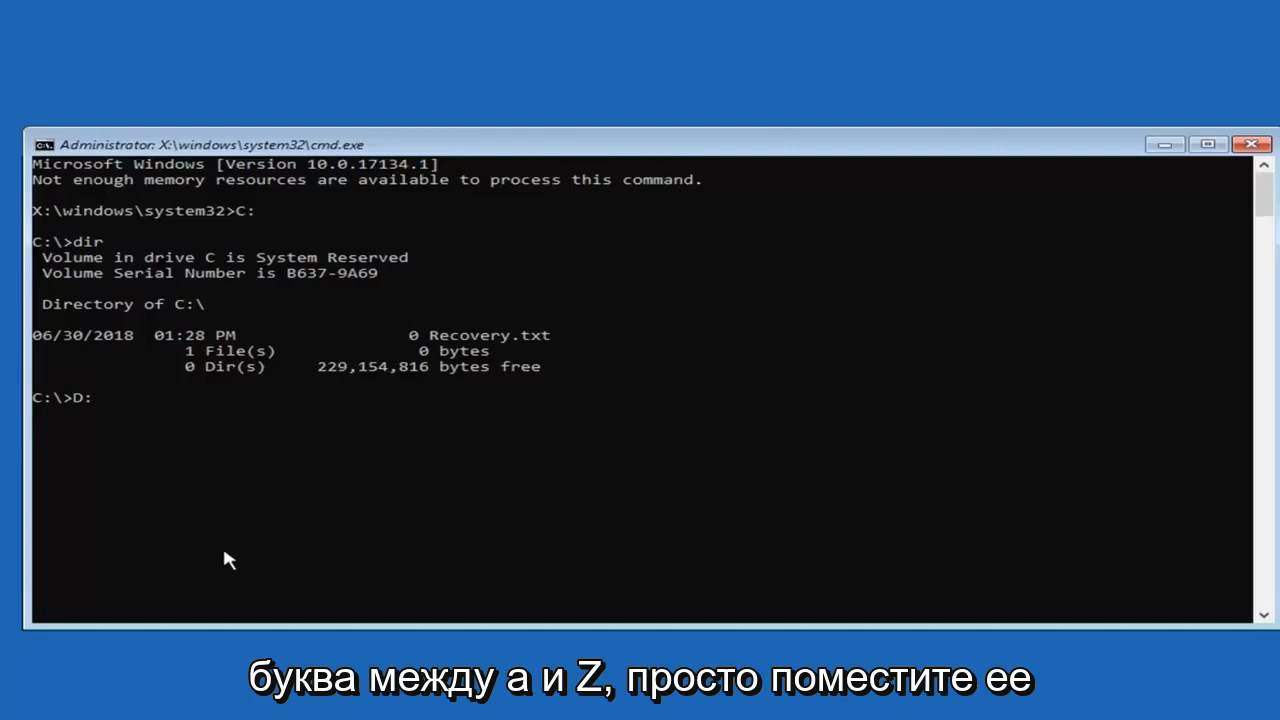 Administrator: X:\windows\system32\cmd.exe
Microsoft Windows [Version 10.0.17134.1]
Not enough memory resources are available to process this command.
X:\windows\system32>C:
C:\>dir
Volume in drive C is System Reserved
Volume Serial Number is B637-9A69
Directory of C:\
06/30/2018 01:28 PM 0 Recovery.txt
1 File(s) 0 bytes
0 Dir(s) 229,154,816 bytes free
C:\>D:
буква между а и Z, просто поместите ее